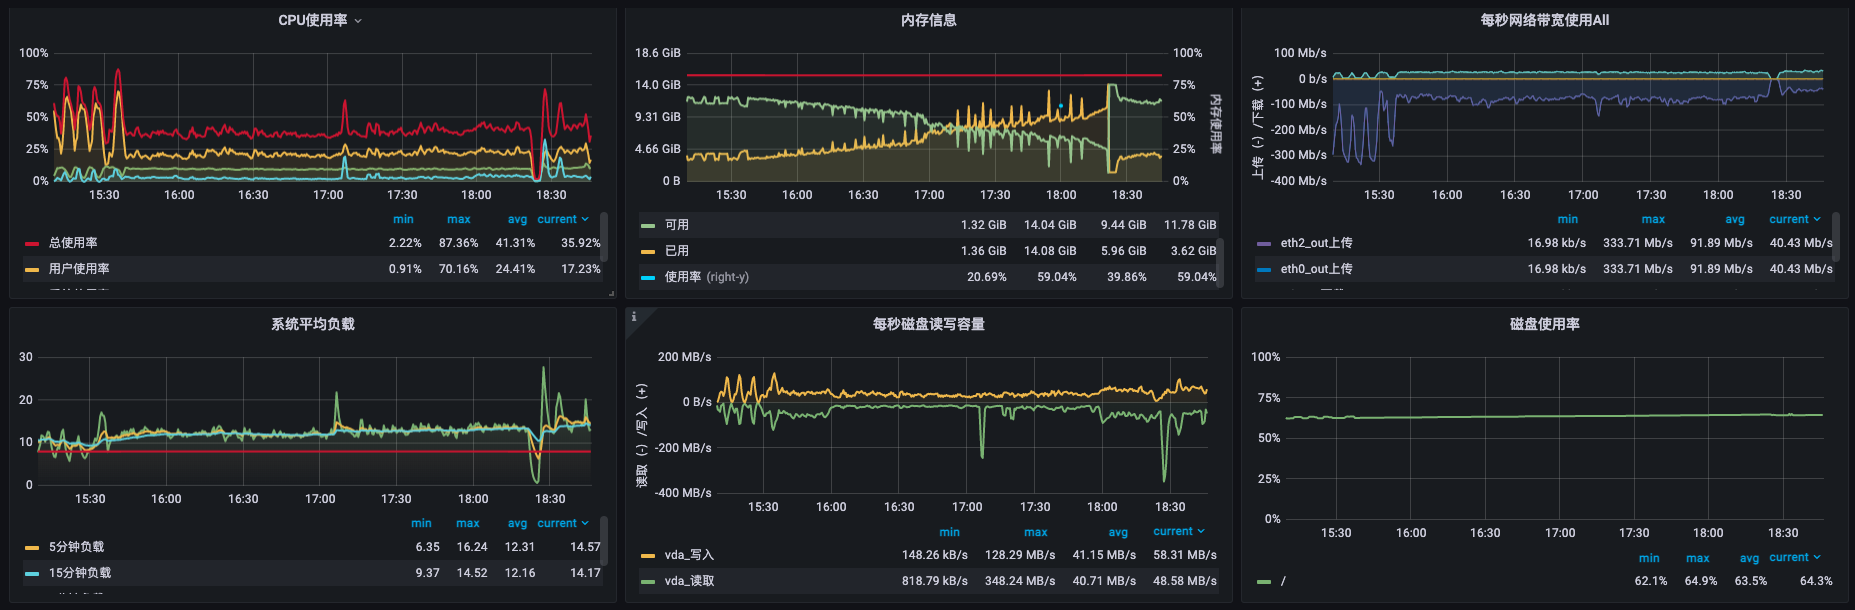 CPU使用率
100%
75%
50%
25%
0%
15:30 16:00 16:30 17:00 17:30 18:00 18:30
min max avg current
总使用率 2.22% 87.36% 41.31% 35.92%
用户使用率 0.91% 70.16% 24.41% 17.23%
内存信息
18.6 GiB 100%
14.0 GiB 75%
9.31 GiB 50%
4.66 GiB 25%
0 B 0%
内存使用率
15:30 16:00 16:30 17:00 17:30 18:00 18:30
可用 1.32 GiB 14.04 GiB 9.44 GiB 11.78 GiB
已用 1.36 GiB 14.08 GiB 5.96 GiB 3.62 GiB
使用率 (right-y) 20.69% 59.04% 39.86% 59.04%
每秒网络带宽使用All
上传 (-) /下载 (+)
100 Mb/s
0 b/s
-100 Mb/s
-200 Mb/s
-300 Mb/s
-400 Mb/s
15:30 16:00 16:30 17:00 17:30 18:00 18:30
min max avg current
eth2_out上传 16.98 kb/s 333.71 Mb/s 91.89 Mb/s 40.43 Mb/s
eth0_out上传 16.98 kb/s 333.71 Mb/s 91.89 Mb/s 40.43 Mb/s
系统平均负载
30
20
10
0
15:30 16:00 16:30 17:00 17:30 18:00 18:30
min max avg current
5分钟负载 6.35 16.24 12.31 14.57
15分钟负载 9.37 14.52 12.16 14.17
i
每秒磁盘读写容量
读取 (-) /写入 (+)
200 MB/s
0 B/s
-200 MB/s
-400 MB/s
15:30 16:00 16:30 17:00 17:30 18:00 18:30
min max avg current
vda_写入 148.26 kB/s 128.29 MB/s 41.15 MB/s 58.31 MB/s
vda_读取 818.79 kB/s 348.24 MB/s 40.71 MB/s 48.58 MB/s
磁盘使用率
100%
75%
50%
25%
0%
15:30 16:00 16:30 17:00 17:30 18:00 18:30
min max avg current
/ 62.1% 64.9% 63.5% 64.3%